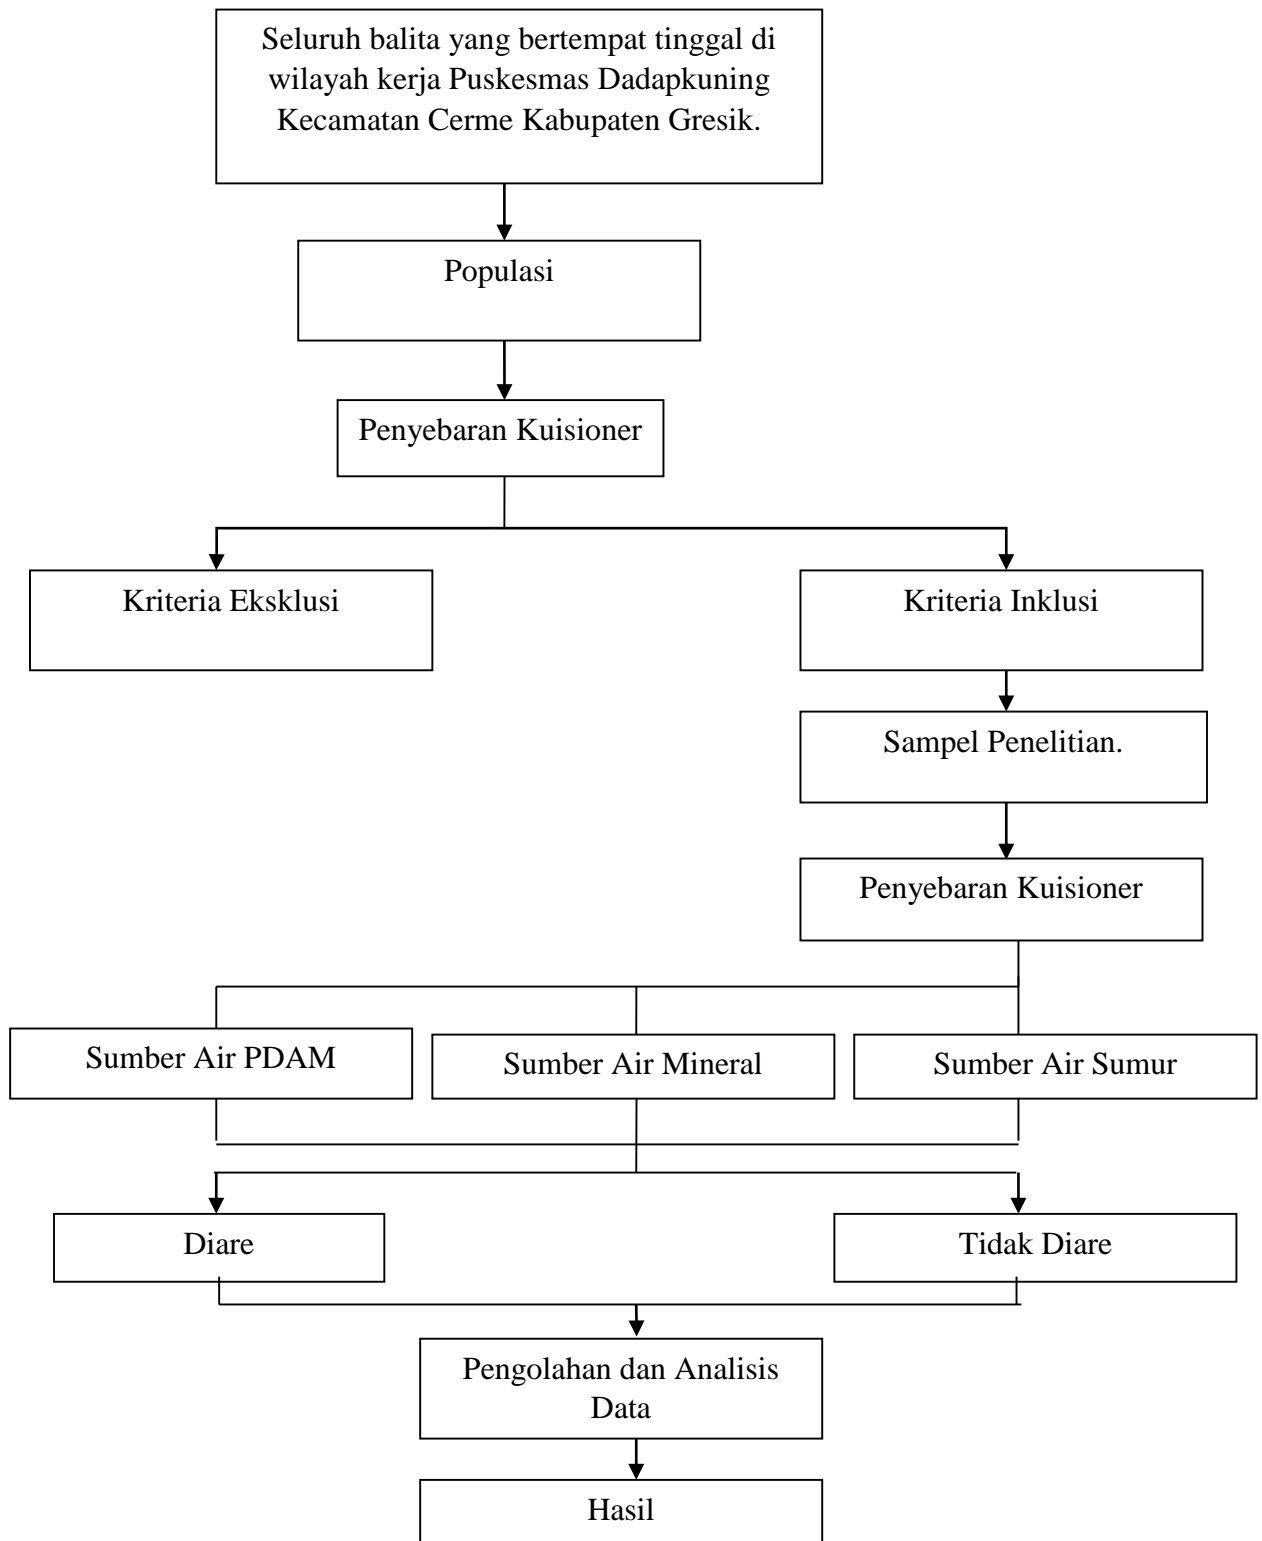 Seluruh balita yang bertempat tinggal di
wilayah kerja Puskesmas Dadapkuning
Kecamatan Cerme Kabupaten Gresik.
Populasi
Penyebaran Kuisioner
Kriteria Eksklusi
Kriteria Inklusi
Sampel Penelitian.
Penyebaran Kuisioner
Sumber Air PDAM
Sumber Air Mineral
Sumber Air Sumur
Diare
Tidak Diare
Pengolahan dan Analisis
Data
Hasil